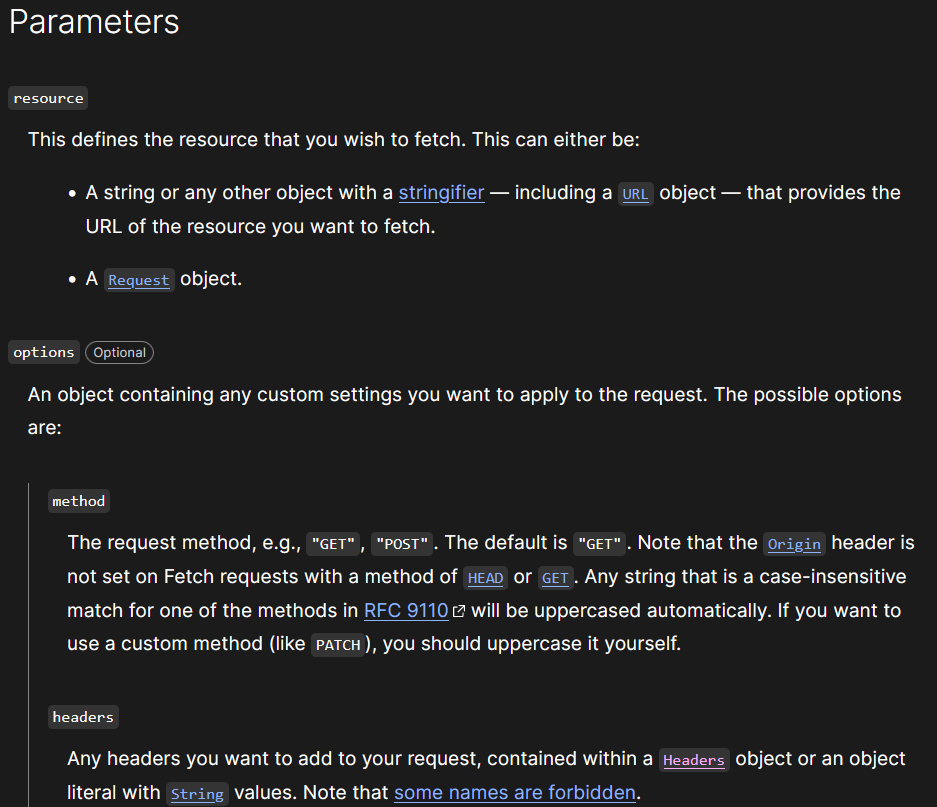 Parameters
resource
This defines the resource that you wish to fetch. This can either be:
• A string or any other object with a stringifier — including a URL object — that provides the
URL of the resource you want to fetch.
• A Request object.
options Optional
An object containing any custom settings you want to apply to the request. The possible options
are:
method
The request method, e.g., "GET", "POST". The default is "GET". Note that the Origin header is
not set on Fetch requests with a method of HEAD or GET. Any string that is a case-insensitive
match for one of the methods in RFC 9110 will be uppercased automatically. If you want to
use a custom method (like PATCH), you should uppercase it yourself.
headers
Any headers you want to add to your request, contained within a Headers object or an object
literal with String values. Note that some names are forbidden.